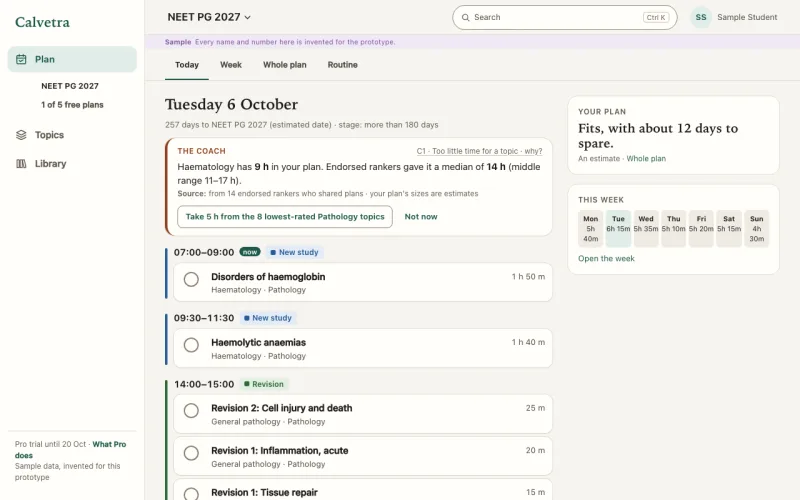 Calvetra
Plan
NEET PG 2027
1 of 5 free plans
Topics
Library
Pro trial until 20 Oct · What Pro
does
Sample data, invented for this
prototype
NEET PG 2027
Search
Ctrl K
SS
Sample Student
Sample Every name and number here is invented for the prototype.
Today
Week
Whole plan
Routine
Tuesday 6 October
257 days to NEET PG 2027 (estimated date) · stage: more than 180 days
THE COACH
C1 · Too little time for a topic · why?
Haematology has 9 h in your plan. Endorsed rankers gave it a median of 14 h (middle
range 11–17 h).
Source: from 14 endorsed rankers who shared plans · your plan's sizes are estimates
Take 5 h from the 8 lowest-rated Pathology topics
Not now
07:00–09:00 now New study
Disorders of haemoglobin
1 h 50 m
Haematology · Pathology
09:30–11:30 New study
Haemolytic anaemias
1 h 40 m
Haematology · Pathology
14:00–15:00 Revision
Revision 2: Cell injury and death
25 m
General pathology · Pathology
Revision 1: Inflammation, acute
20 m
General pathology · Pathology
Revision 1: Tissue repair
15 m
YOUR PLAN
Fits, with about 12 days to
spare.
An estimate · Whole plan
THIS WEEK
Mon Tue Wed Thu Fri Sat Sun
5h 6h 15m 5h 35m 5h 10m 5h 20m 5h 15m 4h
40m 30m
Open the week